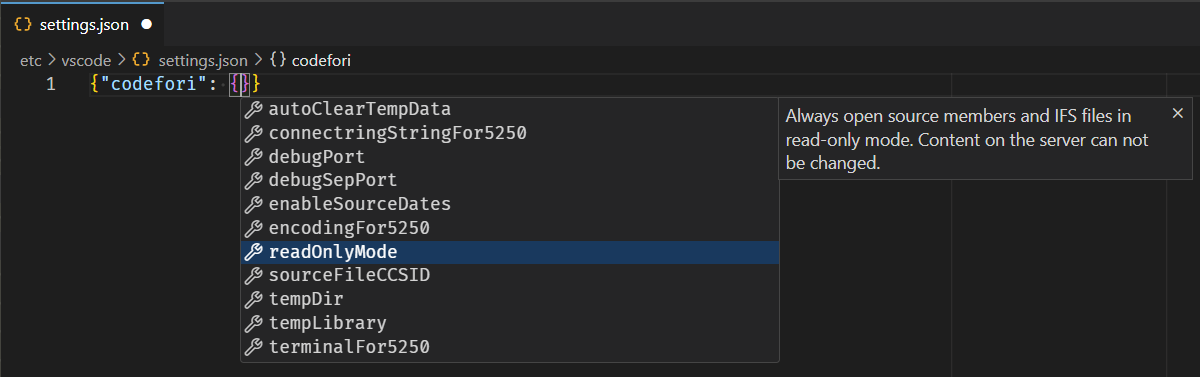 {} settings.json ●
etc > vscode > {} settings.json > {} codefori
1 {"codefori": {}}
autoClearTempData
connectringStringFor5250
debugPort
debugSepPort
enableSourceDates
encodingFor5250
readOnlyMode
sourceFileCCSID
tempDir
tempLibrary
terminalFor5250
Always open source members and IFS files in
read-only mode. Content on the server can not
be changed.